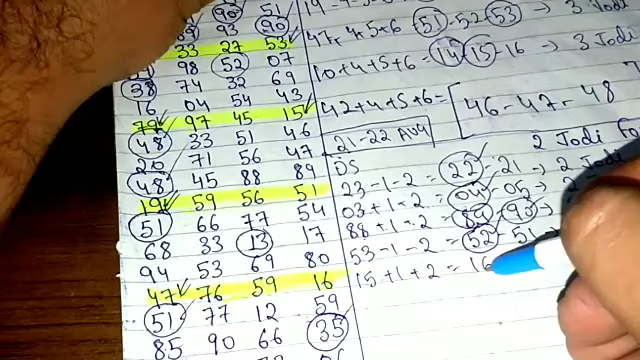 90 51
93 90
33 27 53
98 52 07
38 74 32 69
16 04 54 43
79 97 45 15
48 33 51 46
20 71 56 47
48 45 88 89
19 59 56 51
51 66 77 54
68 33 13 17
94 53 69 80
47 76 59 16
51 77 12 59
85 90 66 35
47+4+5+6 51-52-53 → 3 Jodi
10+4+5+6= 14 15-16 → 3 Jodi
42+4+5+6= [46-47-48
21-22 AUG
2 Jodi
DS
23-1-2= 22-21 → 2 Jodi
03+1+2= 04-05 → 2 Jodi
88+1+2= 89-90 →
53-1-2= 52-51
15+1+2= 16